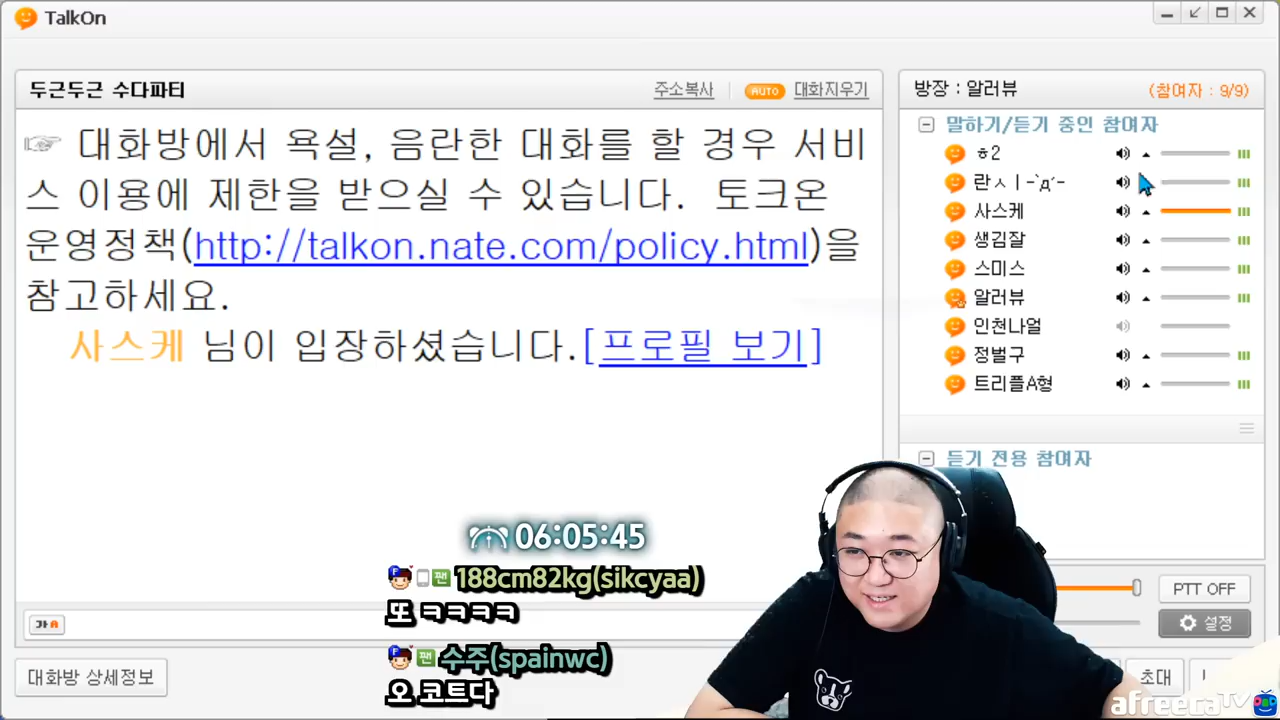 TalkOn
두근두근 수다파티
주소복사
AUTO
대화지우기
☞ 대화방에서 욕설, 음란한 대화를 할 경우 서비
스 이용에 제한을 받으실 수 있습니다. 토크온
운영정책(http://talkon.nate.com/policy.html)을
참고하세요.
사스케 님이 입장하셨습니다.[프로필 보기]
방장 : 알러뷰
(참여자 : 9/9)
말하기/듣기 중인 참여자
ㅎ2
란ㅅㅣ-`д´-
사스케
생김잘
스미스
알러뷰
인천나얼
정벌구
트리플A형
듣기 전용 참여자
06:05:45
팬 188cm82kg(sikcyaa)
또 ㅋㅋㅋㅋ
팬 수주(spainwc)
오 코트다
가A
대화방 상세정보
PTT OFF
설정
초대
afreecaTV